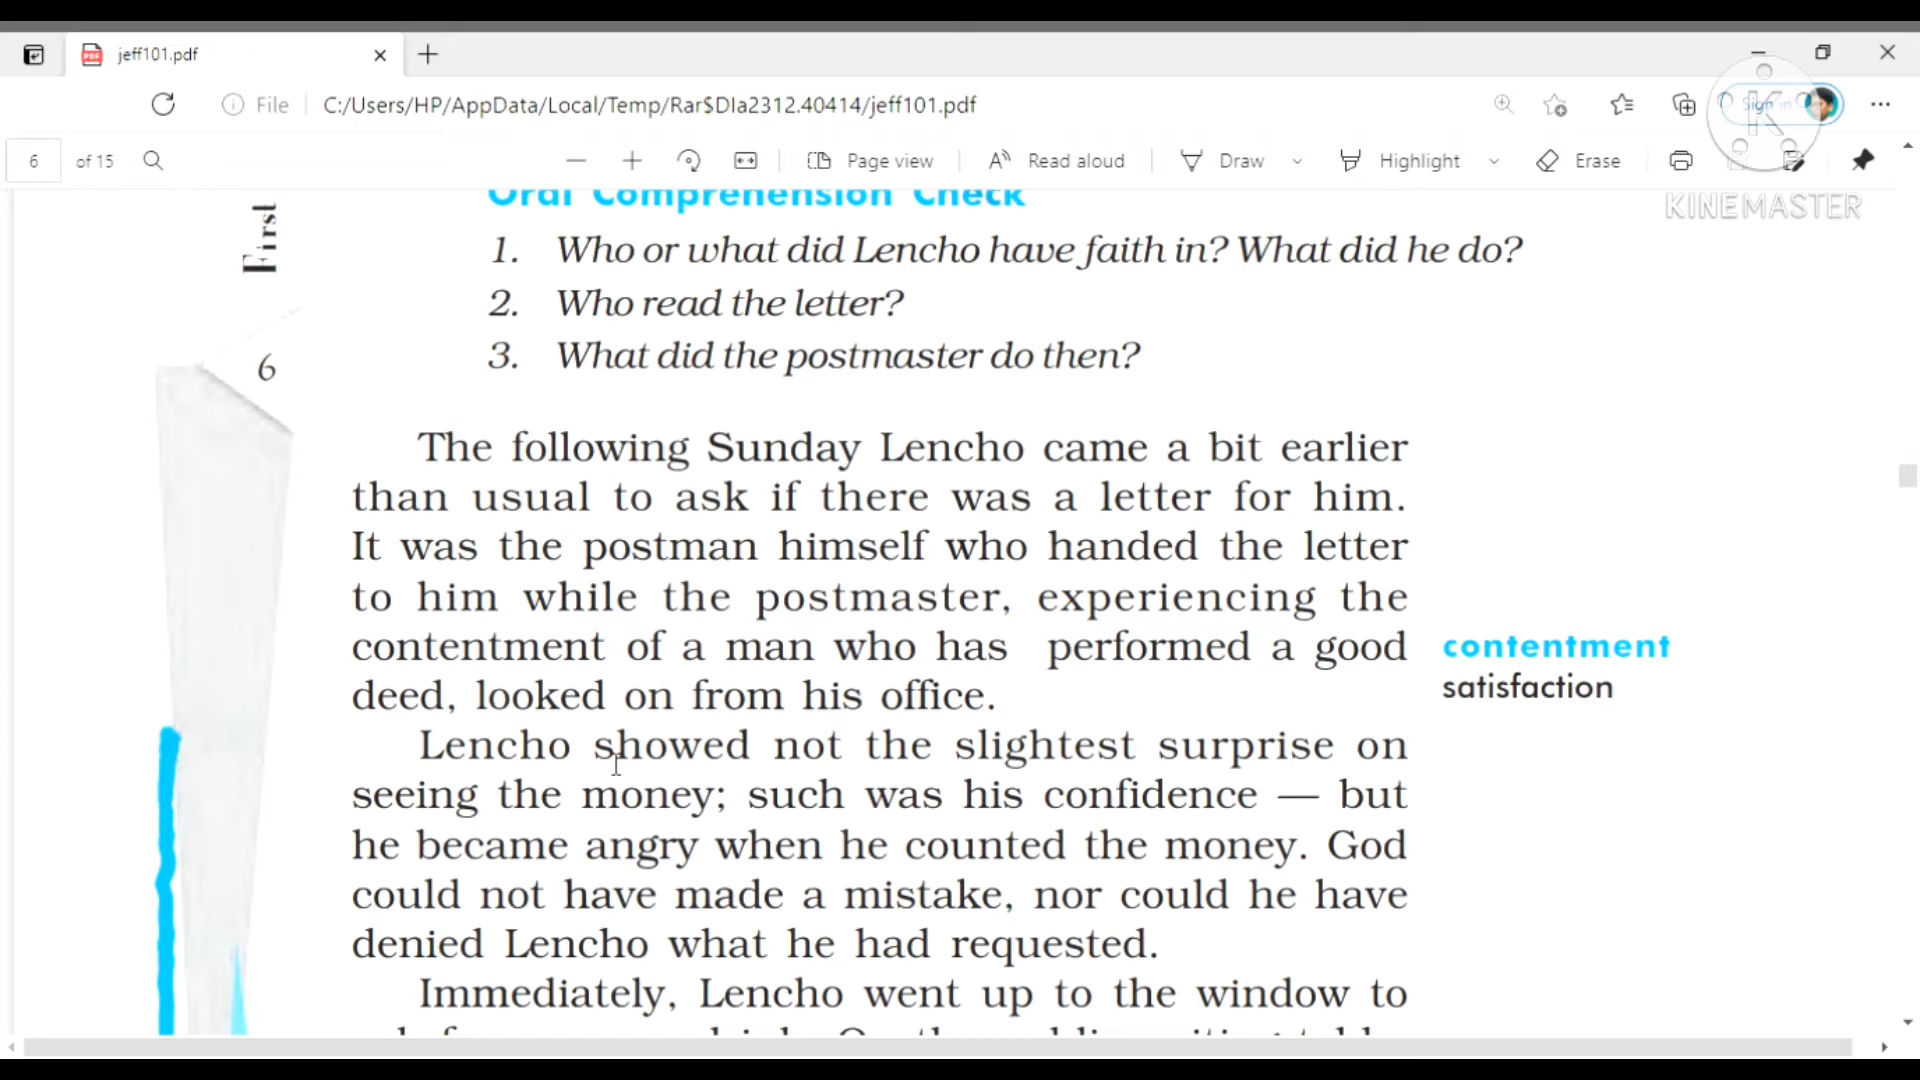 jeff101.pdf
File C:/Users/HP/AppData/Local/Temp/Rar$DIa2312.40414/jeff101.pdf Sign in
6 of 15 Page view Read aloud Draw Highlight Erase
K
KINEMASTER
Oral Comprehension Check
First
1. Who or what did Lencho have faith in? What did he do?
2. Who read the letter?
3. What did the postmaster do then?
6
The following Sunday Lencho came a bit earlier
than usual to ask if there was a letter for him.
It was the postman himself who handed the letter
to him while the postmaster, experiencing the
contentment of a man who has performed a good
deed, looked on from his office.
contentment
satisfaction
Lencho showed not the slightest surprise on
seeing the money; such was his confidence — but
he became angry when he counted the money. God
could not have made a mistake, nor could he have
denied Lencho what he had requested.
Immediately, Lencho went up to the window to